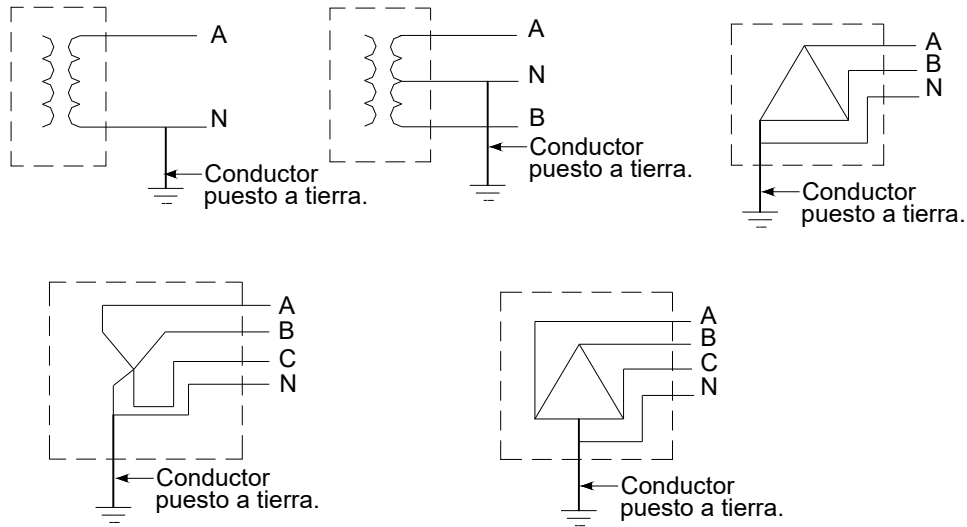 A
N
Conductor
puesto a tierra.
A
N
B
Conductor
puesto a tierra.
A
B
N
Conductor
puesto a tierra.
A
B
C
N
Conductor
puesto a tierra.
A
B
C
N
Conductor
puesto a tierra.